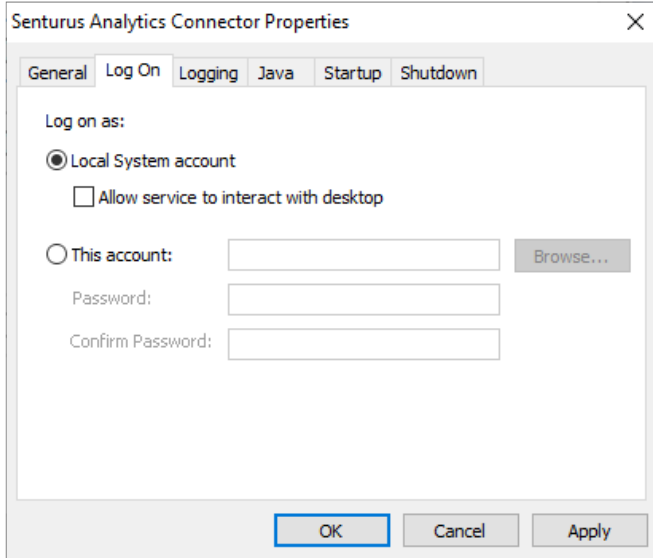 Senturus Analytics Connector Properties
General Log On Logging Java Startup Shutdown
Log on as:
Local System account
Allow service to interact with desktop
This account: Browse...
Password:
Confirm Password:
OK Cancel Apply